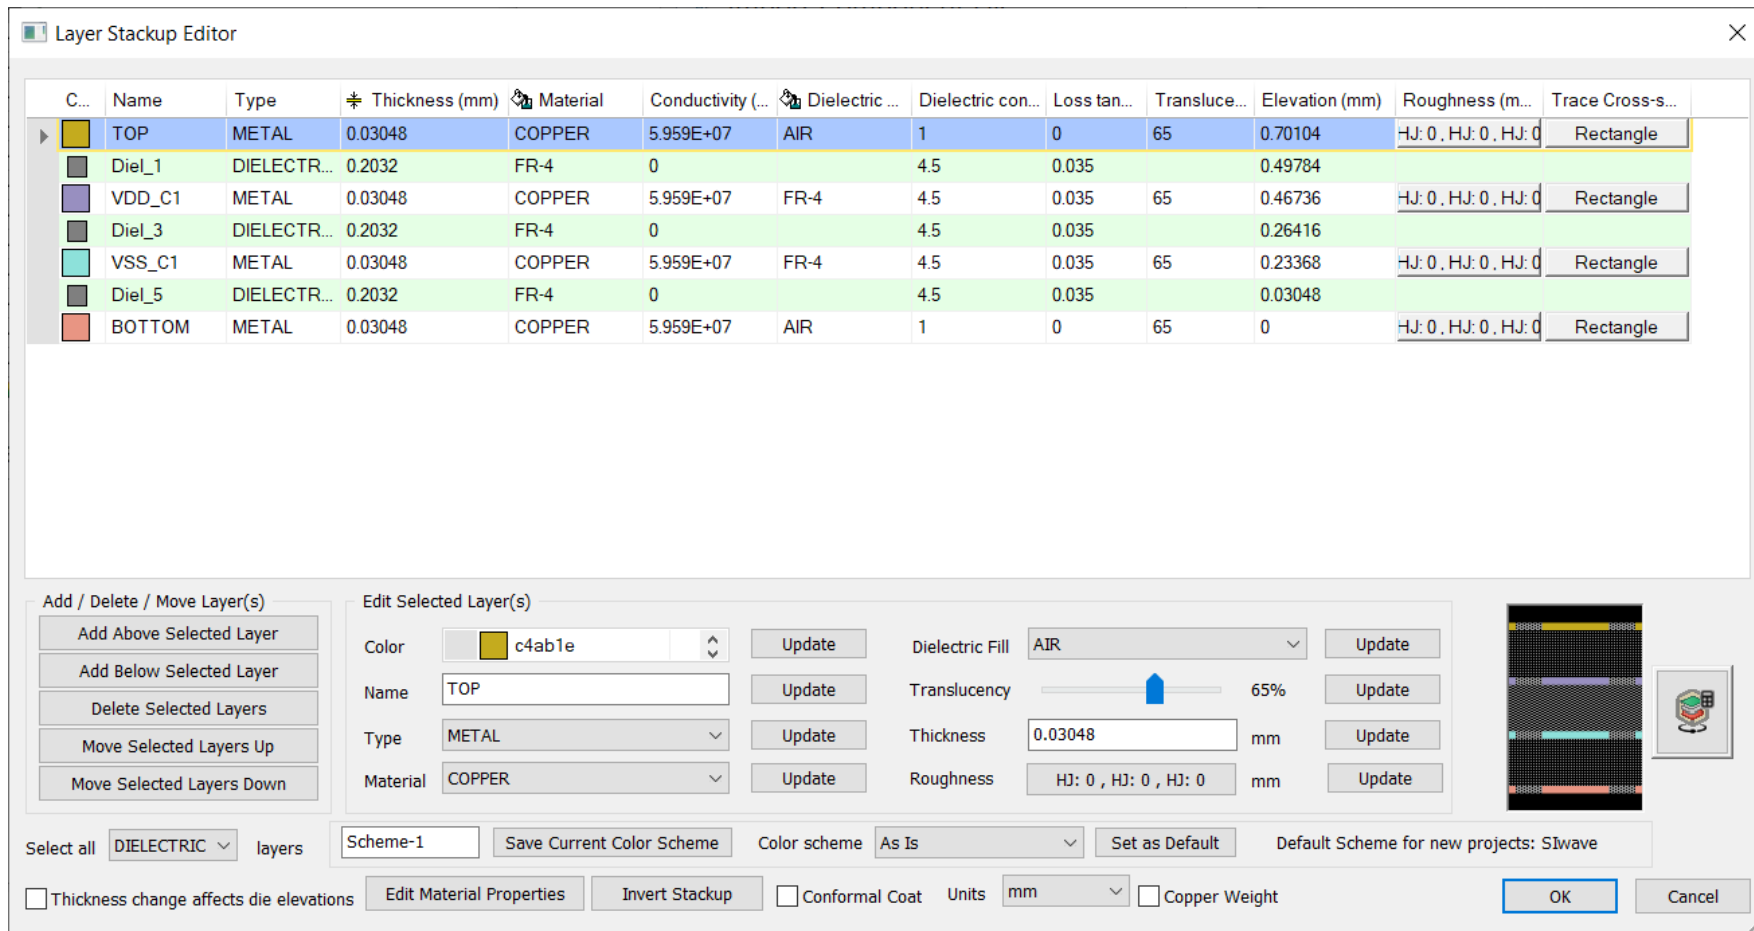 Layer Stackup Editor
C... Name Type Thickness (mm) Material Conductivity (... Dielectric ... Dielectric con... Loss tan... Transluce... Elevation (mm) Roughness (m... Trace Cross-s...
TOP METAL 0.03048 COPPER 5.959E+07 AIR 1 0 65 0.70104 HJ: 0 , HJ: 0 , HJ: 0 Rectangle
Diel_1 DIELECTR... 0.2032 FR-4 0 4.5 0.035 0.49784
VDD_C1 METAL 0.03048 COPPER 5.959E+07 FR-4 4.5 0.035 65 0.46736 HJ: 0 , HJ: 0 , HJ: 0 Rectangle
Diel_3 DIELECTR... 0.2032 FR-4 0 4.5 0.035 0.26416
VSS_C1 METAL 0.03048 COPPER 5.959E+07 FR-4 4.5 0.035 65 0.23368 HJ: 0 , HJ: 0 , HJ: 0 Rectangle
Diel_5 DIELECTR... 0.2032 FR-4 0 4.5 0.035 0.03048
BOTTOM METAL 0.03048 COPPER 5.959E+07 AIR 1 0 65 0 HJ: 0 , HJ: 0 , HJ: 0 Rectangle
Add / Delete / Move Layer(s)
Add Above Selected Layer
Add Below Selected Layer
Delete Selected Layers
Move Selected Layers Up
Move Selected Layers Down
Edit Selected Layer(s)
Color c4ab1e Update Dielectric Fill AIR Update
Name TOP Update Translucency 65% Update
Type METAL Update Thickness 0.03048 mm Update
Material COPPER Update Roughness HJ: 0 , HJ: 0 , HJ: 0 mm Update
Select all DIELECTRIC layers Scheme-1 Save Current Color Scheme Color scheme As Is Set as Default Default Scheme for new projects: SIwave
Thickness change affects die elevations Edit Material Properties Invert Stackup Conformal Coat Units mm Copper Weight OK Cancel